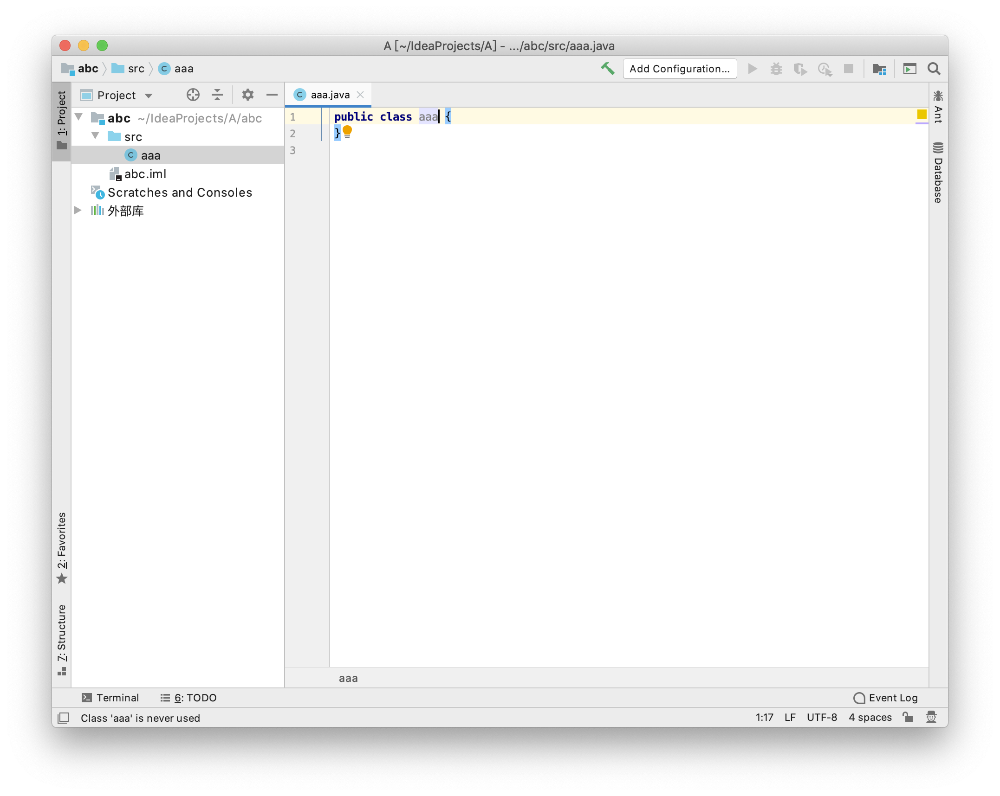 A [~/IdeaProjects/A] - .../abc/src/aaa.java
abc src aaa
Add Configuration...
1: Project
Project
aaa.java
abc ~/IdeaProjects/A/abc
src
aaa
abc.iml
Scratches and Consoles
外部库
1 public class aaa {
2 }
3
Ant
Database
2: Favorites
7: Structure
aaa
Terminal 6: TODO Event Log
Class 'aaa' is never used 1:17 LF UTF-8 4 spaces